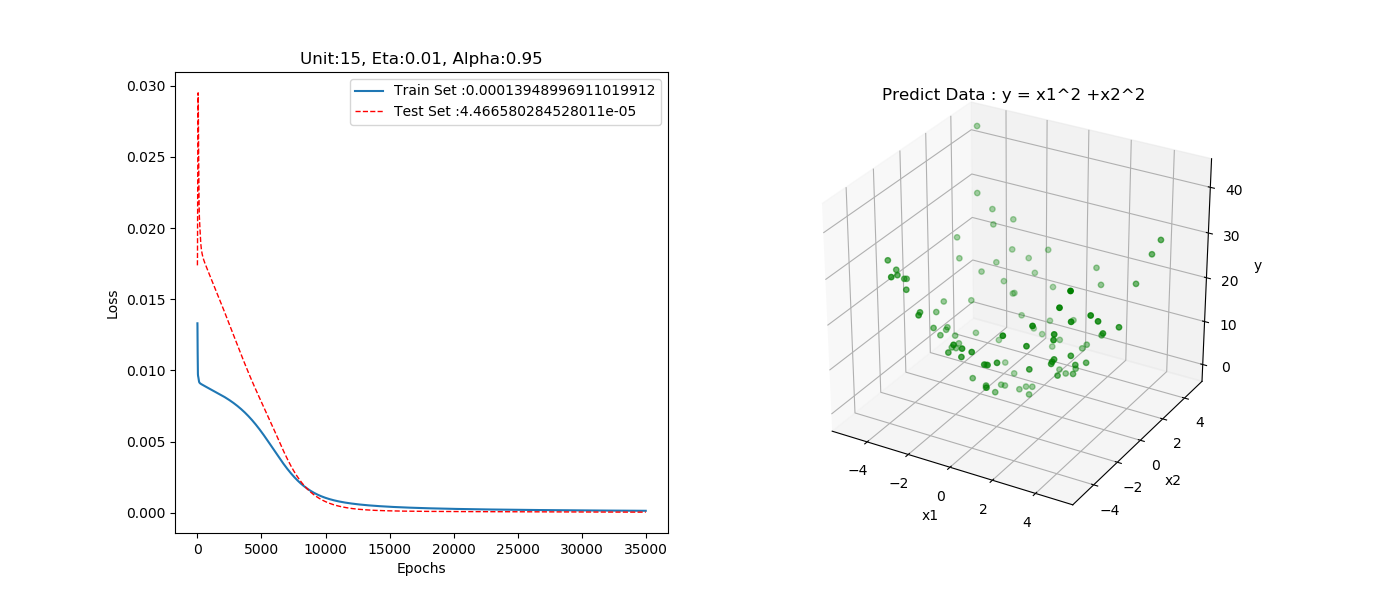 Unit:15, Eta:0.01, Alpha:0.95
Train Set :0.00013948996911019912
Test Set :4.466580284528011e-05
0.030
0.025
0.020
0.015
0.010
0.005
0.000
Loss
0 5000 10000 15000 20000 25000 30000 35000
Epochs
Predict Data : y = x1^2 +x2^2
40
30
20
10
0
y
−4 −2 0 2 4
x1
−4 −2 0 2 4
x2